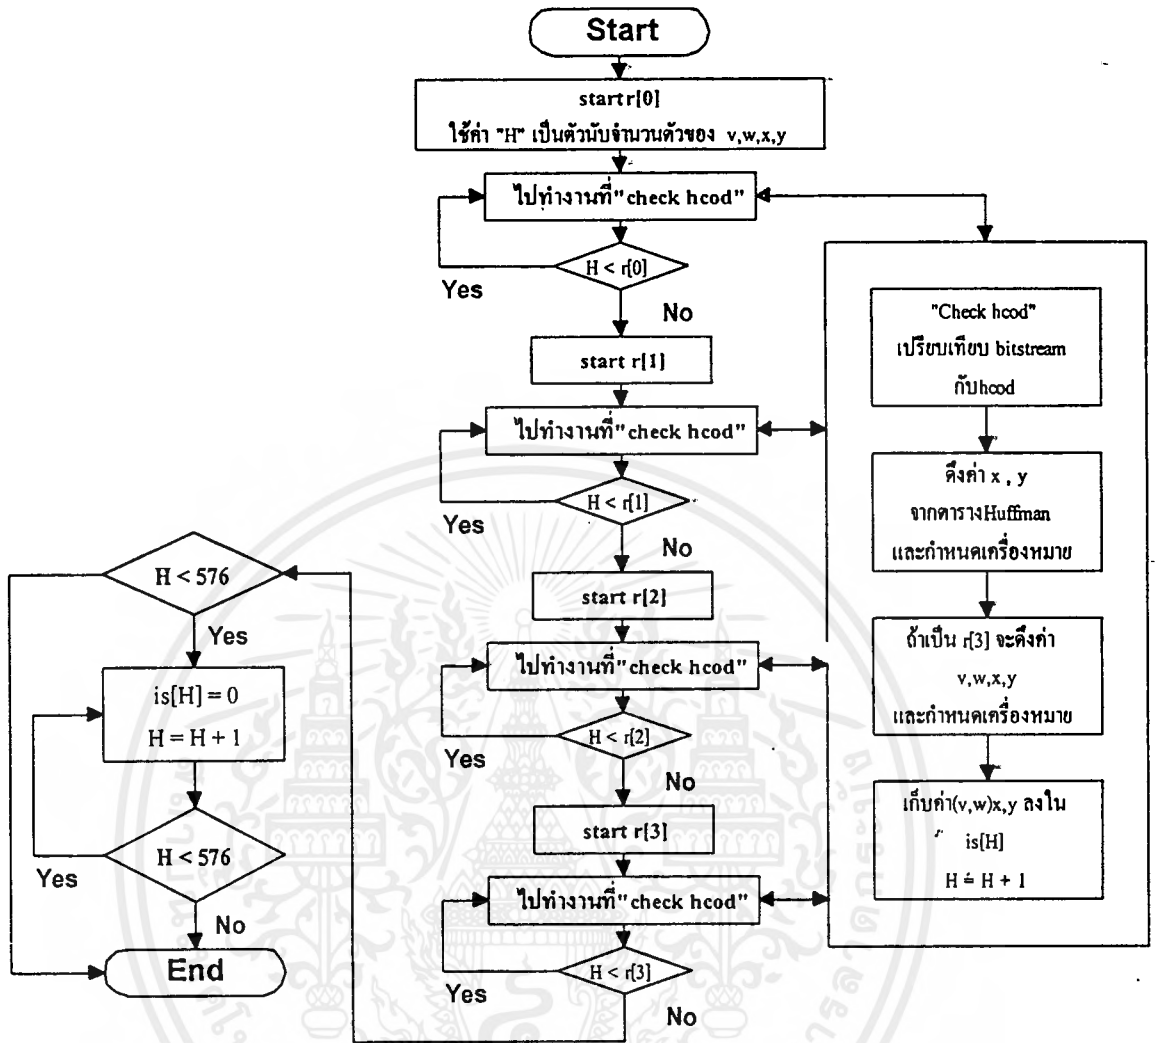 Start
start r[0]
ใช้ค่า "H" เป็นตัวนับจำนวนตัวของ v,w,x,y
ไปทำงานที่"check hcod"
H < r[0]
Yes
No
start r[1]
ไปทำงานที่"check hcod"
H < r[1]
Yes
No
start r[2]
ไปทำงานที่"check hcod"
H < r[2]
Yes
No
start r[3]
ไปทำงานที่"check hcod"
H < r[3]
Yes
No
"Check hcod"
เปรียบเทียบ bitstream
กับhcod
ดึงค่า x , y
จากตารางHuffman
และกำหนดเครื่องหมาย
ถ้าเป็น r[3] จะดึงค่า
v,w,x,y
และกำหนดเครื่องหมาย
เก็บค่า(v,w)x,y ลงใน
is[H]
H = H + 1
H < 576
Yes
is[H] = 0
H = H + 1
H < 576
Yes
No
End